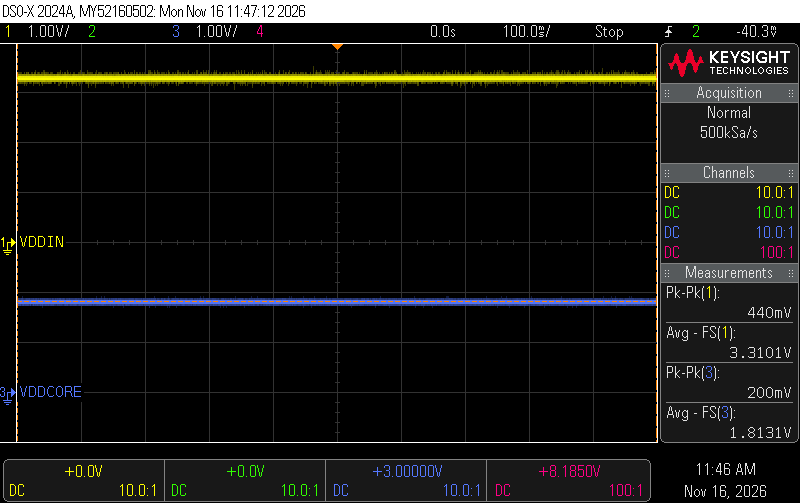 DSO-X 2024A, MY52160502: Mon Nov 16 11:47:12 2026
1 1.00V/ 2 3 1.00V/ 4 0.0s 100.0ms/ Stop 2 -40.3V
KEYSIGHT
TECHNOLOGIES
Acquisition
Normal
500kSa/s
Channels
DC 10.0:1
DC 10.0:1
DC 10.0:1
DC 100:1
Measurements
Pk-Pk(1):
440mV
Avg - FS(1):
3.3101V
Pk-Pk(3):
200mV
Avg - FS(3):
1.8131V
1 VDDIN
3 VDDCORE
+0.0V +0.0V +3.00000V +8.1850V
DC 10.0:1 DC 10.0:1 DC 10.0:1 DC 100:1
11:46 AM
Nov 16, 2026